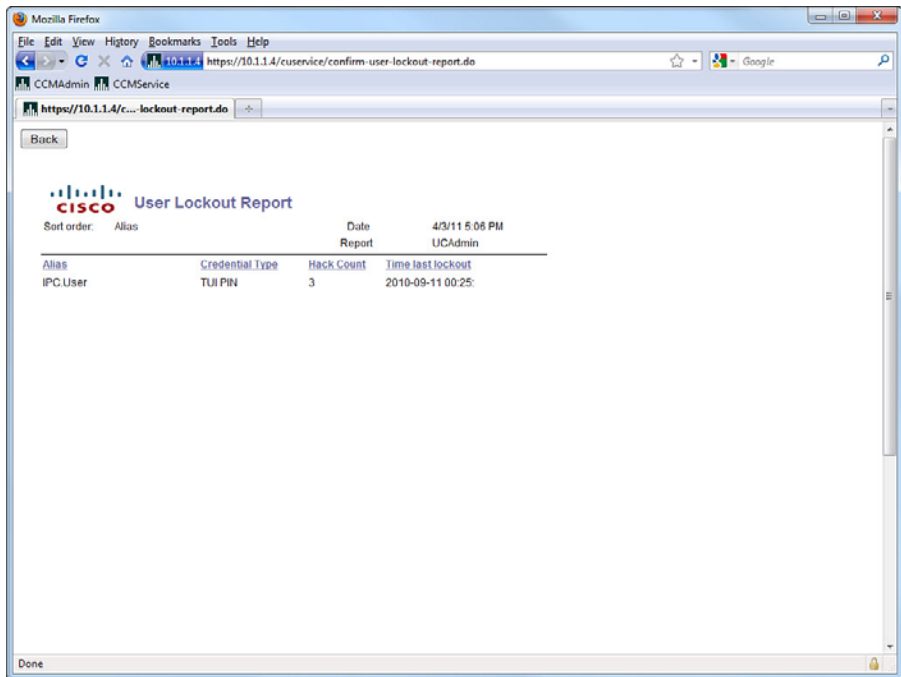 Mozilla Firefox
File Edit View History Bookmarks Tools Help
10.1.1.4 https://10.1.1.4/cuservice/confirm-user-lockout-report.do Google
CCMAdmin CCMService
https://10.1.1.4/c...-lockout-report.do
Back
CISCO User Lockout Report
Sort order: Alias Date 4/3/11 5:06 PM
Report UCAdmin
Alias Credential Type Hack Count Time last lockout
IPC.User TUI PIN 3 2010-09-11 00:25:
Done